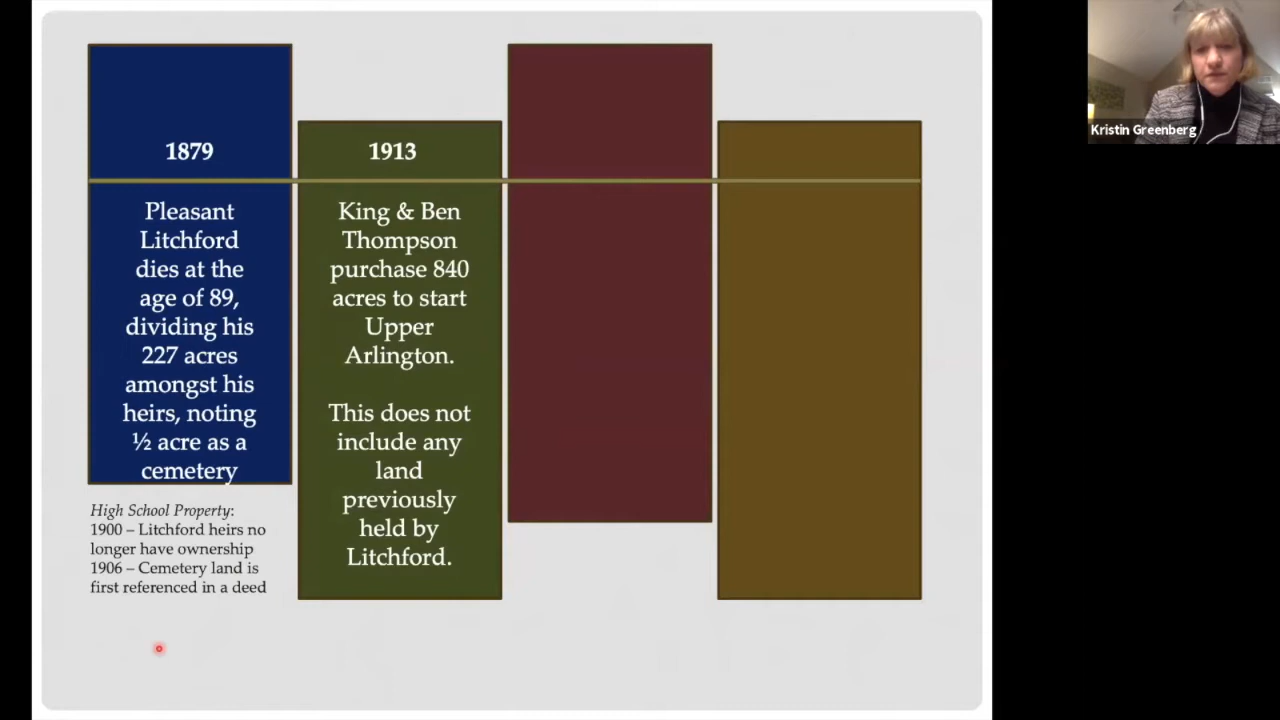 1879
Pleasant
Litchford
dies at the
age of 89,
dividing his
227 acres
amongst his
heirs, noting
½ acre as a
cemetery
High School Property:
1900 – Litchford heirs no
longer have ownership
1906 – Cemetery land is
first referenced in a deed
1913
King & Ben
Thompson
purchase 840
acres to start
Upper
Arlington.
This does not
include any
land
previously
held by
Litchford.
Kristin Greenberg